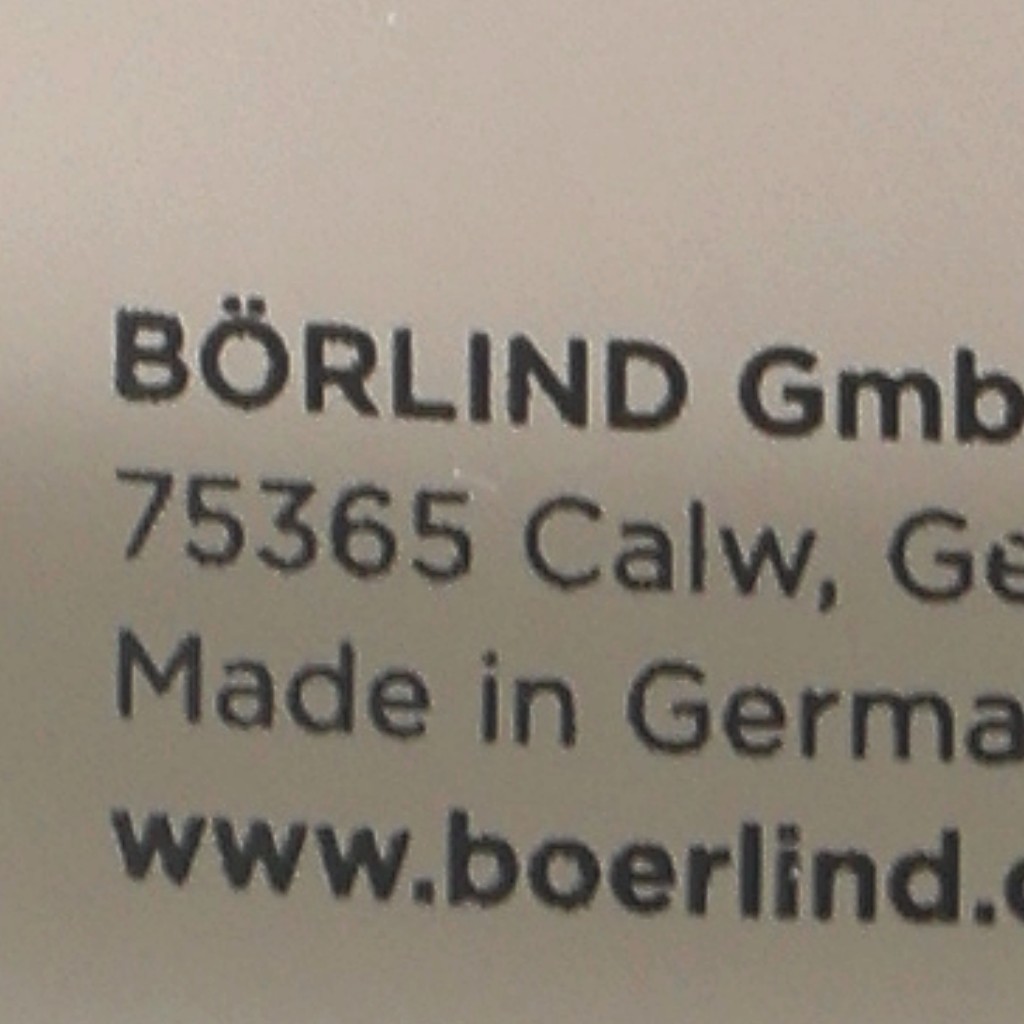 BÖRLIND Gmb
75365 Calw, Ge
Made in Germa
www.boerlind.